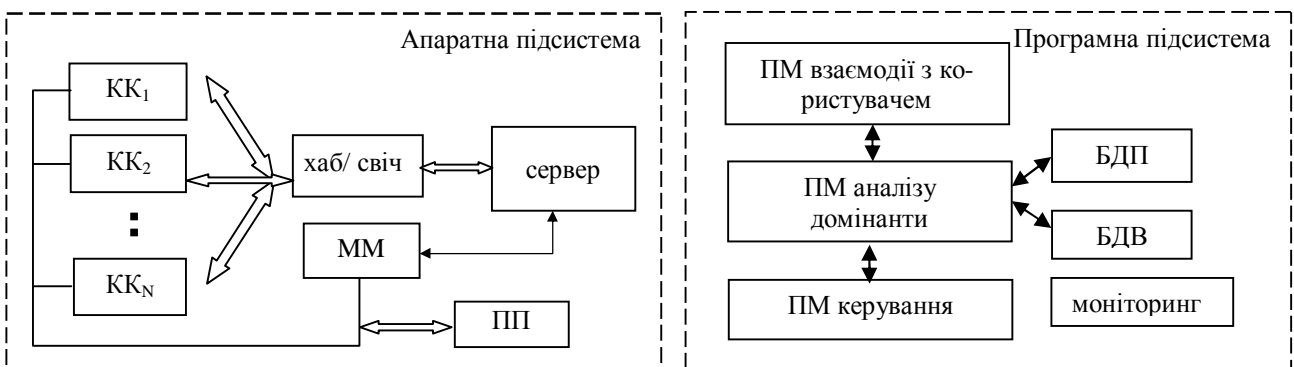 Апаратна підсистема
КК1
КК2
ККN
хаб/ свіч
сервер
ММ
ПП
Програмна підсистема
ПМ взаємодії з ко-
ристувачем
ПМ аналізу
домінанти
ПМ керування
БДП
БДВ
моніторинг